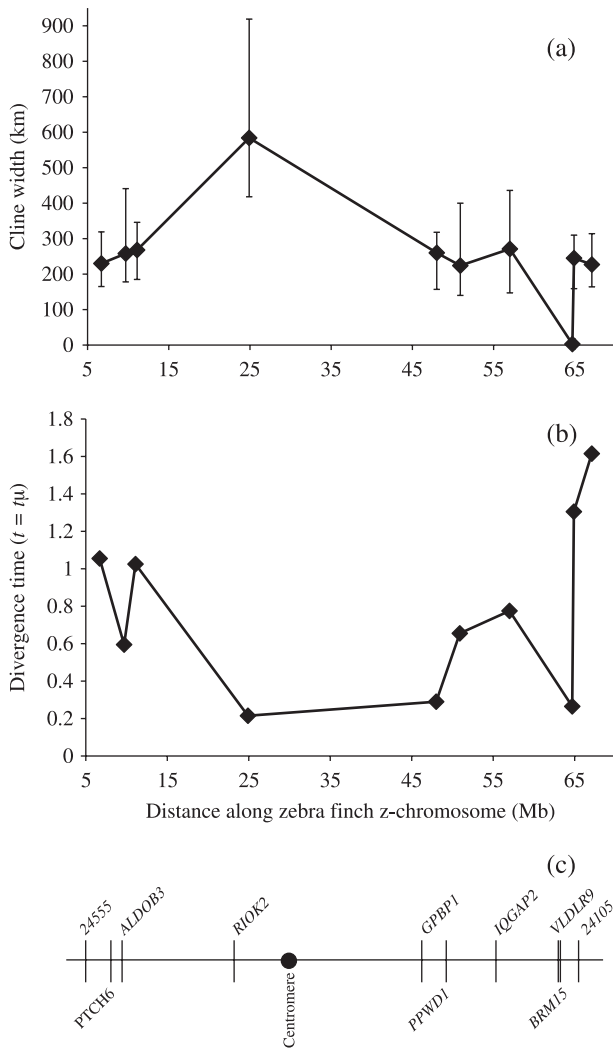 (a)
Cline width (km)
900
800
700
600
500
400
300
200
100
0
5 15 25 35 45 55 65
(b)
Divergence time (t = tμ)
1.8
1.6
1.4
1.2
1
0.8
0.6
0.4
0.2
0
5 15 25 35 45 55 65
Distance along zebra finch z-chromosome (Mb)
(c)
24555
PTCH6
ALDOB3
RIOK2
Centromere
GPBP1
PPWD1
IQGAP2
VLDLR9
BRM15
24105